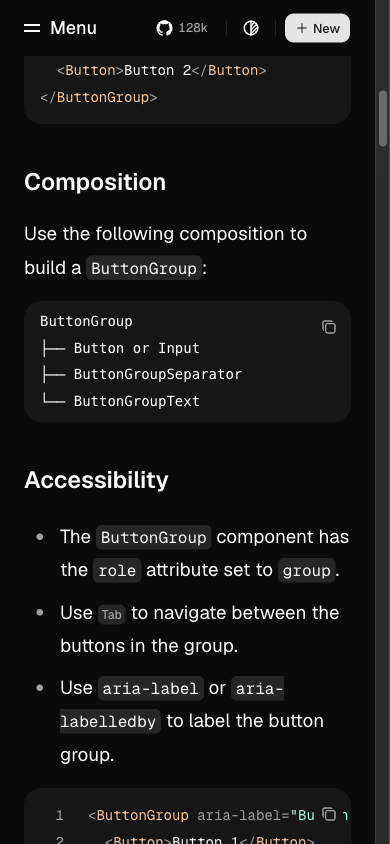 Menu
128k
+ New
<Button>Button 2</Button>
</ButtonGroup>
Composition
Use the following composition to
build a ButtonGroup:
ButtonGroup
├── Button or Input
├── ButtonGroupSeparator
└── ButtonGroupText
Accessibility
• The ButtonGroup component has
the role attribute set to group.
• Use Tab to navigate between the
buttons in the group.
• Use aria-label or aria-
labelledby to label the button
group.
1 <ButtonGroup aria-label="Bu
2 <Button>Button 1</Button>